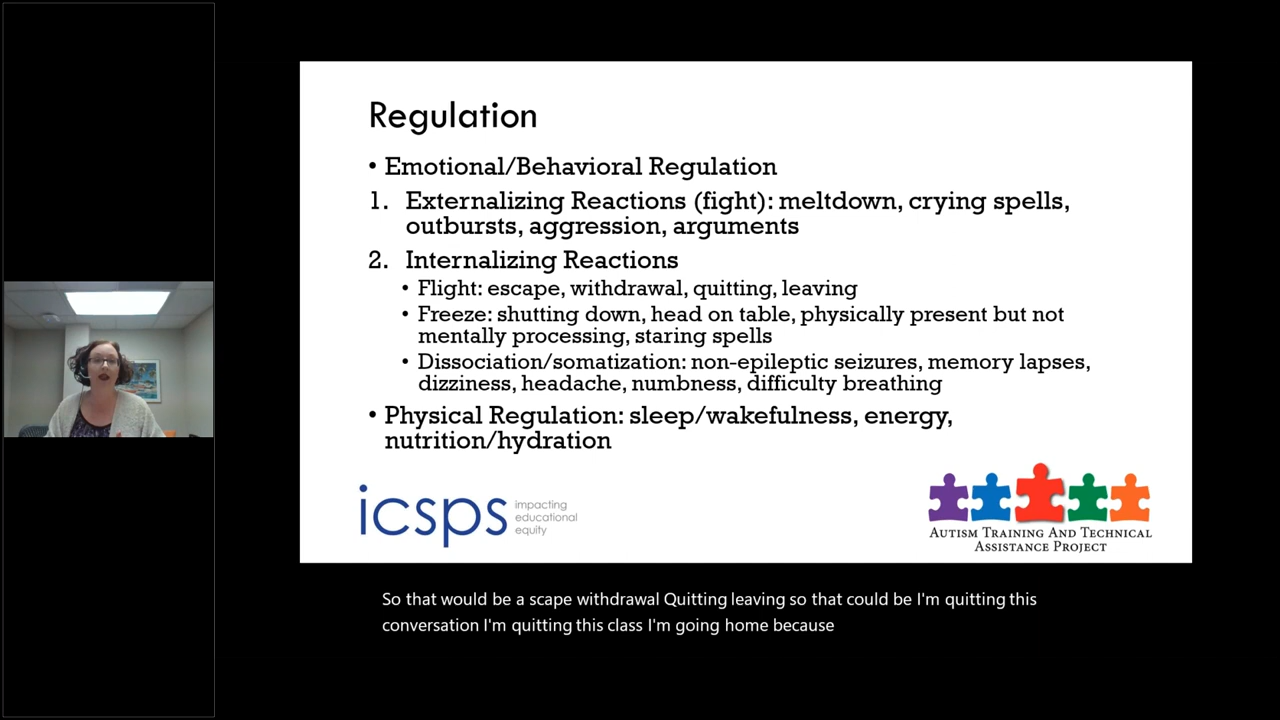 Regulation
• Emotional/Behavioral Regulation
1. Externalizing Reactions (fight): meltdown, crying spells,
outbursts, aggression, arguments
2. Internalizing Reactions
• Flight: escape, withdrawal, quitting, leaving
• Freeze: shutting down, head on table, physically present but not
mentally processing, staring spells
• Dissociation/somatization: non-epileptic seizures, memory lapses,
dizziness, headache, numbness, difficulty breathing
• Physical Regulation: sleep/wakefulness, energy,
nutrition/hydration
icsps
impacting
educational
equity
Autism Training And Technical
Assistance Project
So that would be a scape withdrawal Quitting leaving so that could be I'm quitting this
conversation I'm quitting this class I'm going home because